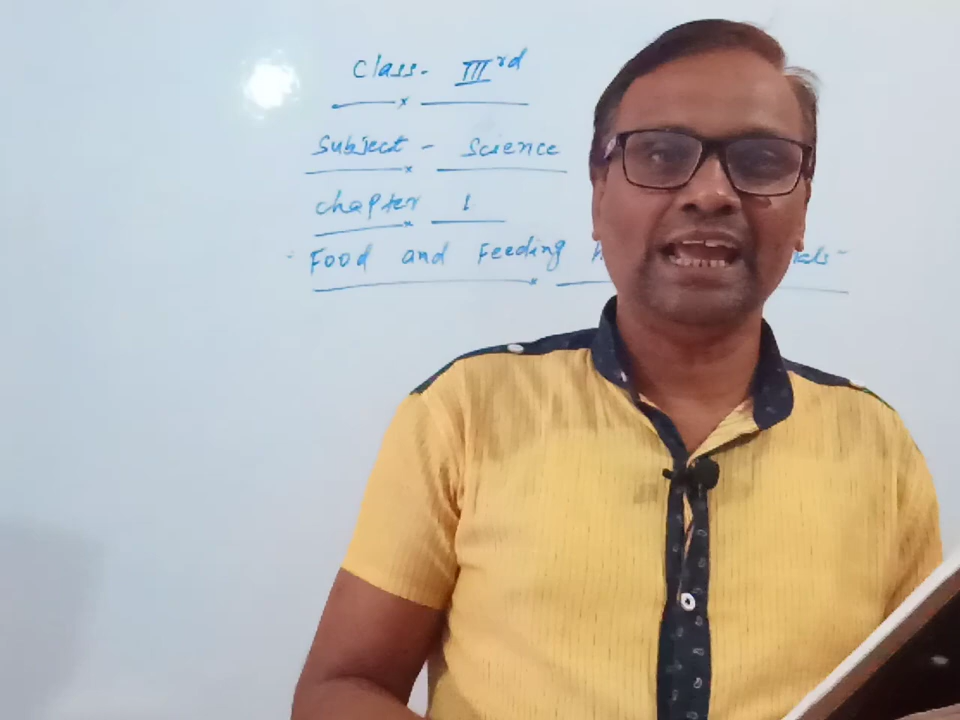 Class - IIIrd
Subject - Science
Chapter 1
"Food and Feeding